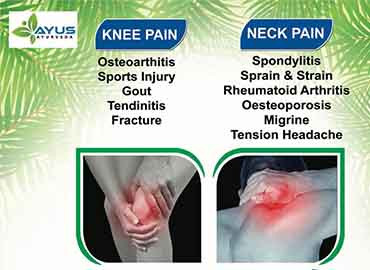 AYUS
AYURVEDA
KNEE PAIN
Osteoarthitis
Sports Injury
Gout
Tendinitis
Fracture
NECK PAIN
Spondylitis
Sprain & Strain
Rheumatoid Arthritis
Oesteoporosis
Migrine
Tension Headache